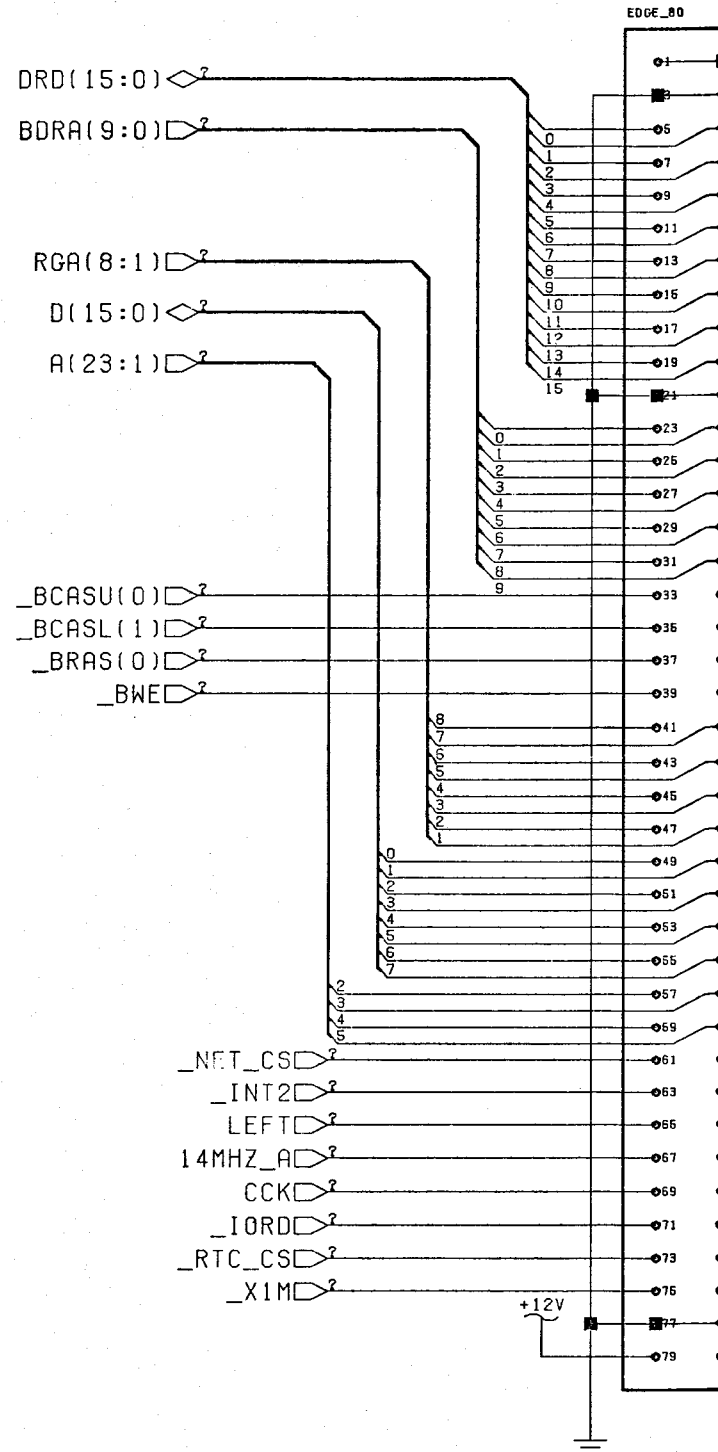 EDGE_80
1
DRD(15:0) ?
3
BDRA(9:0) ?
5
0
1 7
2
3 9
4
5 11
6
RGA(8:1) ?
7 13
8
9 15
10
D(15:0) ?
11 17
12
13 19
A(23:1) ?
14
15 21
23
0
1 25
2
3 27
4
5 29
6
7 31
8
9
_BCASU(0) ? 33
_BCASL(1) ? 35
_BRAS(0) ? 37
_BWE ? 39
8 41
7
6 43
5
4 45
3
2 47
1
0 49
1
2 51
3
4 53
5
6 55
7
2 57
3
4 59
5
_NET_CS ? 61
_INT2 ? 63
LEFT ? 65
14MHZ_A ? 67
CCK ? 69
_IORD ? 71
_RTC_CS ? 73
_X1M ? 75
+12V
77
79